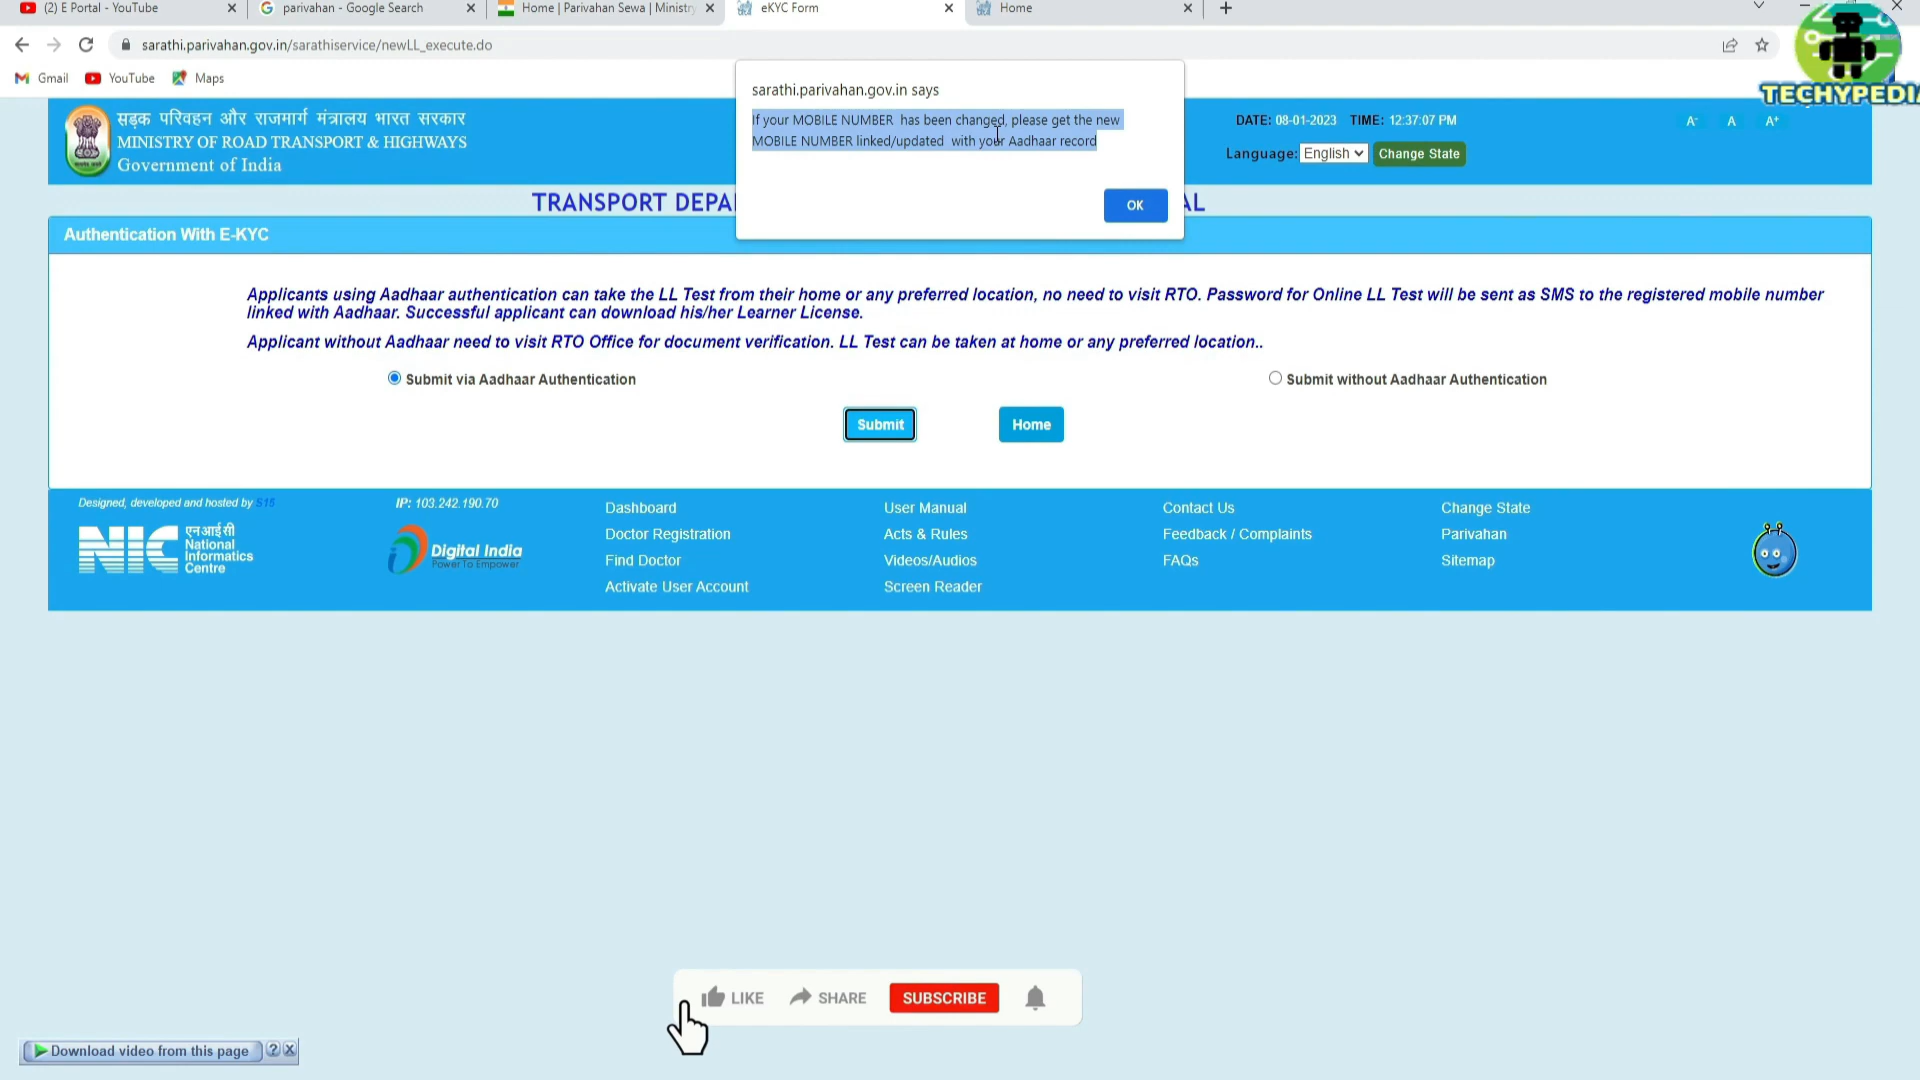 (2) E Portal - YouTube
parivahan - Google Search
Home | Parivahan Sewa | Ministry
eKYC Form
Home
sarathi.parivahan.gov.in/sarathiservice/newLL_execute.do
Gmail
YouTube
Maps
TECHYPEDIA
sarathi.parivahan.gov.in says
If your MOBILE NUMBER has been changed, please get the new
MOBILE NUMBER linked/updated with your Aadhaar record
OK
सड़क परिवहन और राजमार्ग मंत्रालय भारत सरकार
MINISTRY OF ROAD TRANSPORT & HIGHWAYS
Government of India
DATE: 08-01-2023 TIME: 12:37:07 PM
A- A A+
Language: English Change State
TRANSPORT DEPA AL
Authentication With E-KYC
Applicants using Aadhaar authentication can take the LL Test from their home or any preferred location, no need to visit RTO. Password for Online LL Test will be sent as SMS to the registered mobile number
linked with Aadhaar. Successful applicant can download his/her Learner License.
Applicant without Aadhaar need to visit RTO Office for document verification. LL Test can be taken at home or any preferred location..
Submit via Aadhaar Authentication
Submit without Aadhaar Authentication
Submit
Home
Designed, developed and hosted by S15
NIC एनआईसी
National
Informatics
Centre
IP: 103.242.190.70
Digital India
Power To Empower
Dashboard
Doctor Registration
Find Doctor
Activate User Account
User Manual
Acts & Rules
Videos/Audios
Screen Reader
Contact Us
Feedback / Complaints
FAQs
Change State
Parivahan
Sitemap
LIKE
SHARE
SUBSCRIBE
Download video from this page ? X